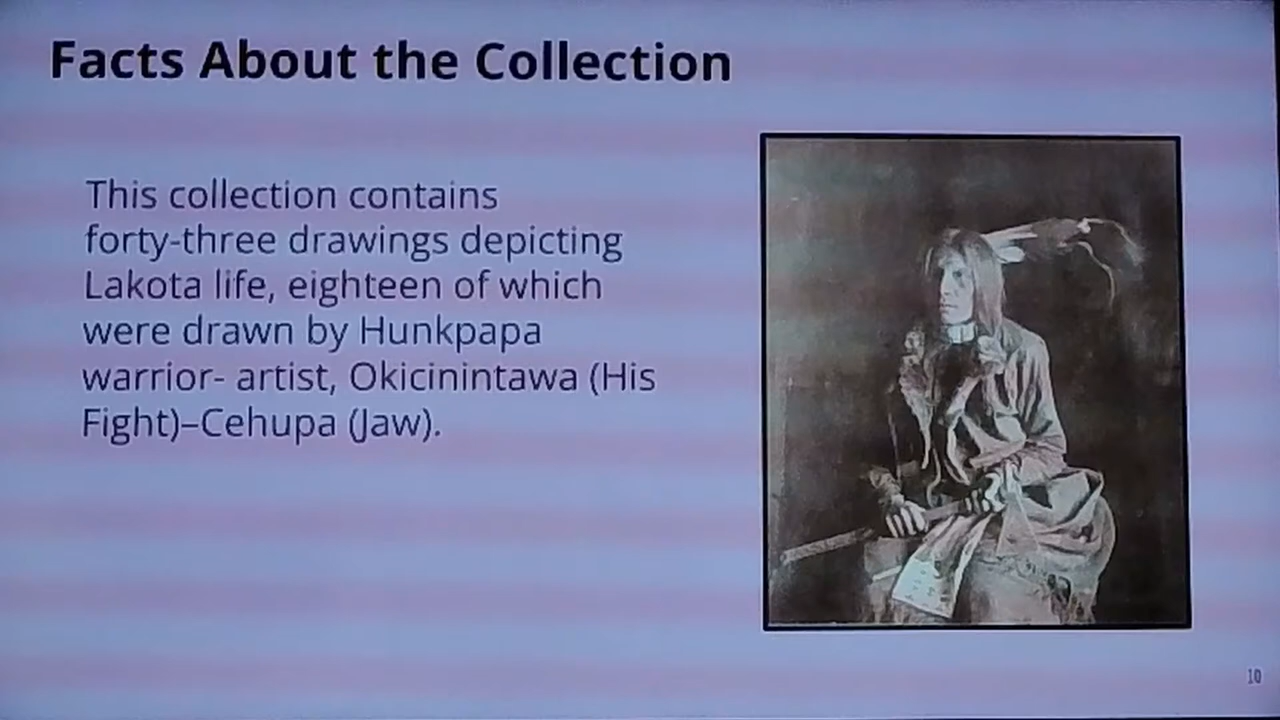 Facts About the Collection
This collection contains
forty-three drawings depicting
Lakota life, eighteen of which
were drawn by Hunkpapa
warrior- artist, Okicinintawa (His
Fight)–Cehupa (Jaw).
10